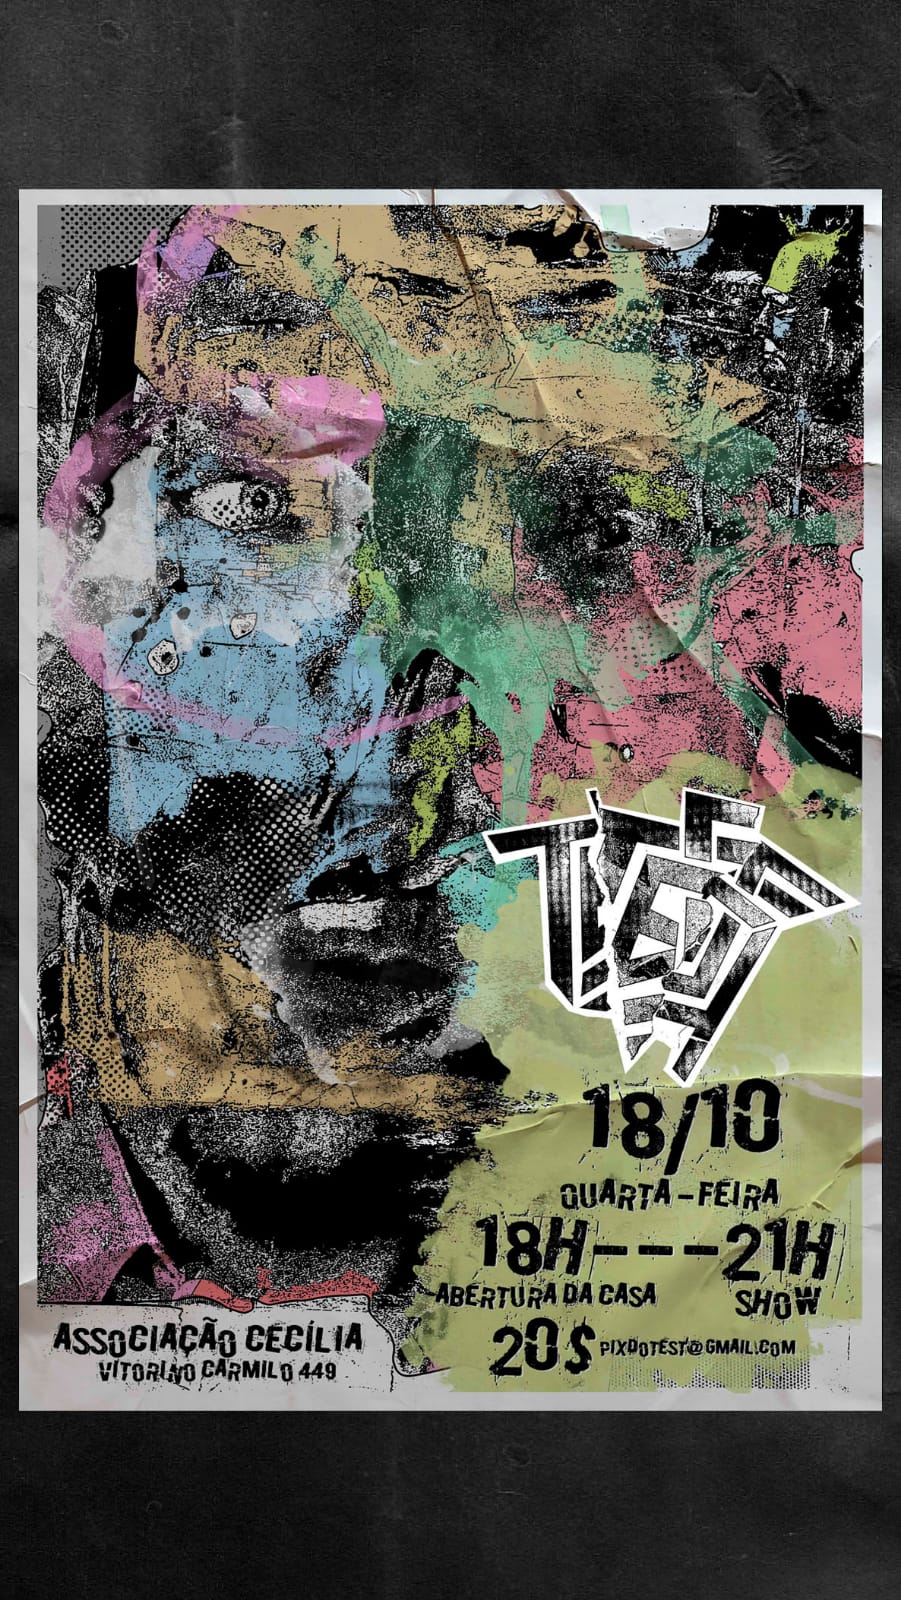 TEST
18/10
QUARTA-FEIRA
18H---21H
ABERTURA DA CASA SHOW
20$ PIXDOTEST@GMAIL.COM
ASSOCIAÇÃO CECÍLIA
VITORINO CARMILO 449